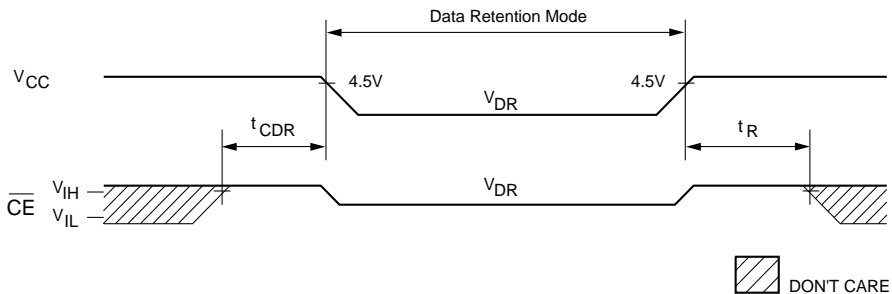 Data Retention Mode
VCC
4.5V
4.5V
VDR
tCDR
tR
VIH
CE
VIL
VDR
DON'T CARE